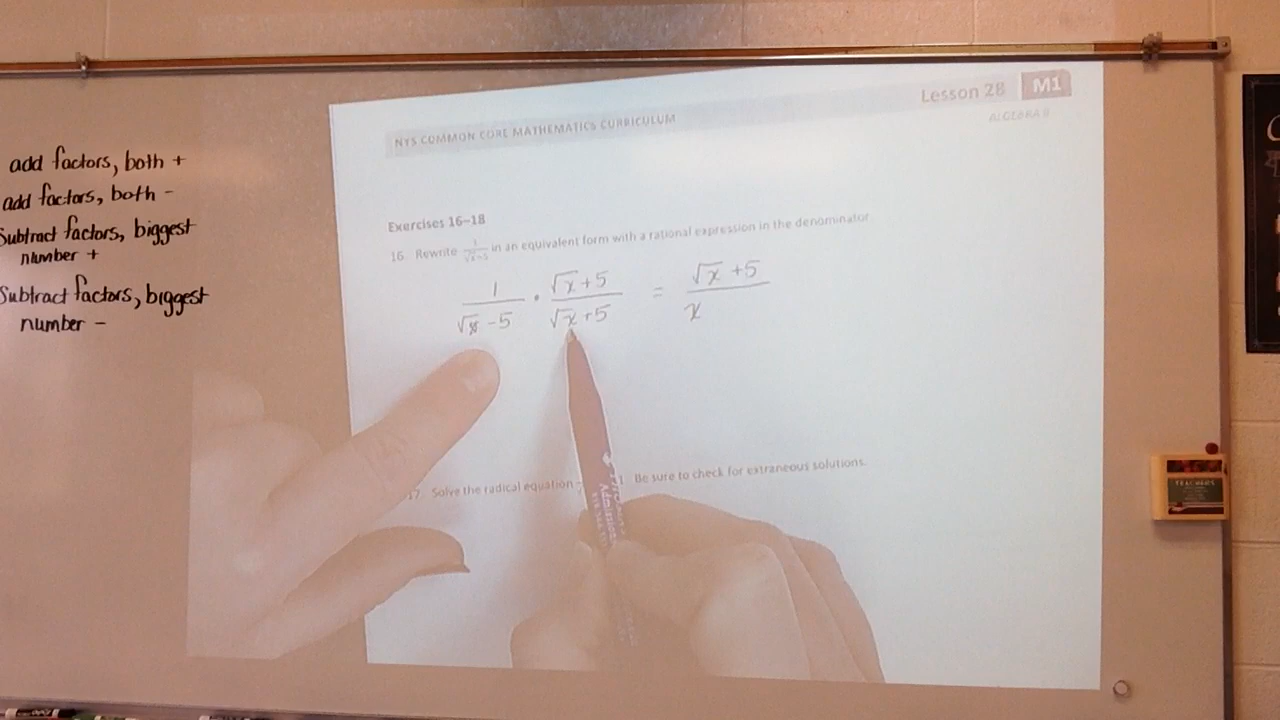 add factors, both +
add factors, both -
Subtract factors, biggest
number +
Subtract factors, biggest
number -
NYS COMMON CORE MATHEMATICS CURRICULUM
Lesson 28 M1
ALGEBRA II
Exercises 16–18
16. Rewrite 1/(√x−5) in an equivalent form with a rational expression in the denominator.
1/(√x -5) · (√x +5)/(√x +5) = (√x +5)/x
17. Solve the radical equation Be sure to check for extraneous solutions.
TEACHERS